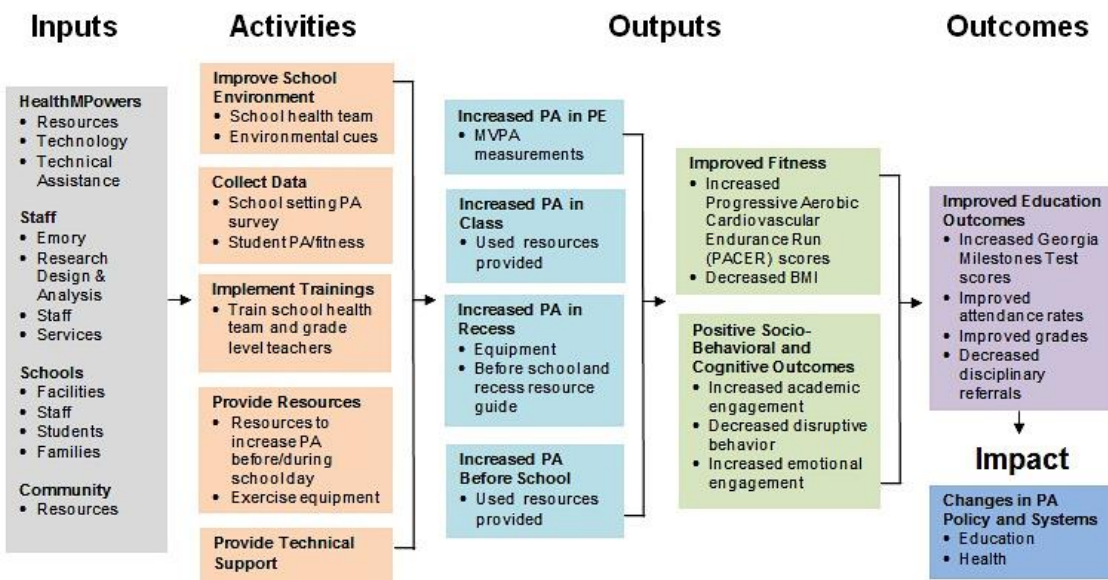 Inputs
HealthMPowers
• Resources
• Technology
• Technical
Assistance
Staff
• Emory
• Research
Design &
Analysis
• Staff
• Services
Schools
• Facilities
• Staff
• Students
• Families
Community
• Resources
Activities
Improve School
Environment
• School health team
• Environmental cues
Collect Data
• School setting PA
survey
• Student PA/fitness
Implement Trainings
• Train school health
team and grade
level teachers
Provide Resources
• Resources to
increase PA
before/during
school day
• Exercise equipment
Provide Technical
Support
Outputs
Increased PA in PE
• MVPA
measurements
Increased PA in
Class
• Used resources
provided
Increased PA in
Recess
• Equipment
• Before school and
recess resource
guide
Increased PA
Before School
• Used resources
provided
Improved Fitness
• Increased
Progressive Aerobic
Cardiovascular
Endurance Run
(PACER) scores
• Decreased BMI
Positive Socio-
Behavioral and
Cognitive Outcomes
• Increased academic
engagement
• Decreased disruptive
behavior
• Increased emotional
engagement
Outcomes
Improved Education
Outcomes
• Increased Georgia
Milestones Test
scores
• Improved
attendance rates
• Improved grades
• Decreased
disciplinary
referrals
Impact
Changes in PA
Policy and Systems
• Education
• Health